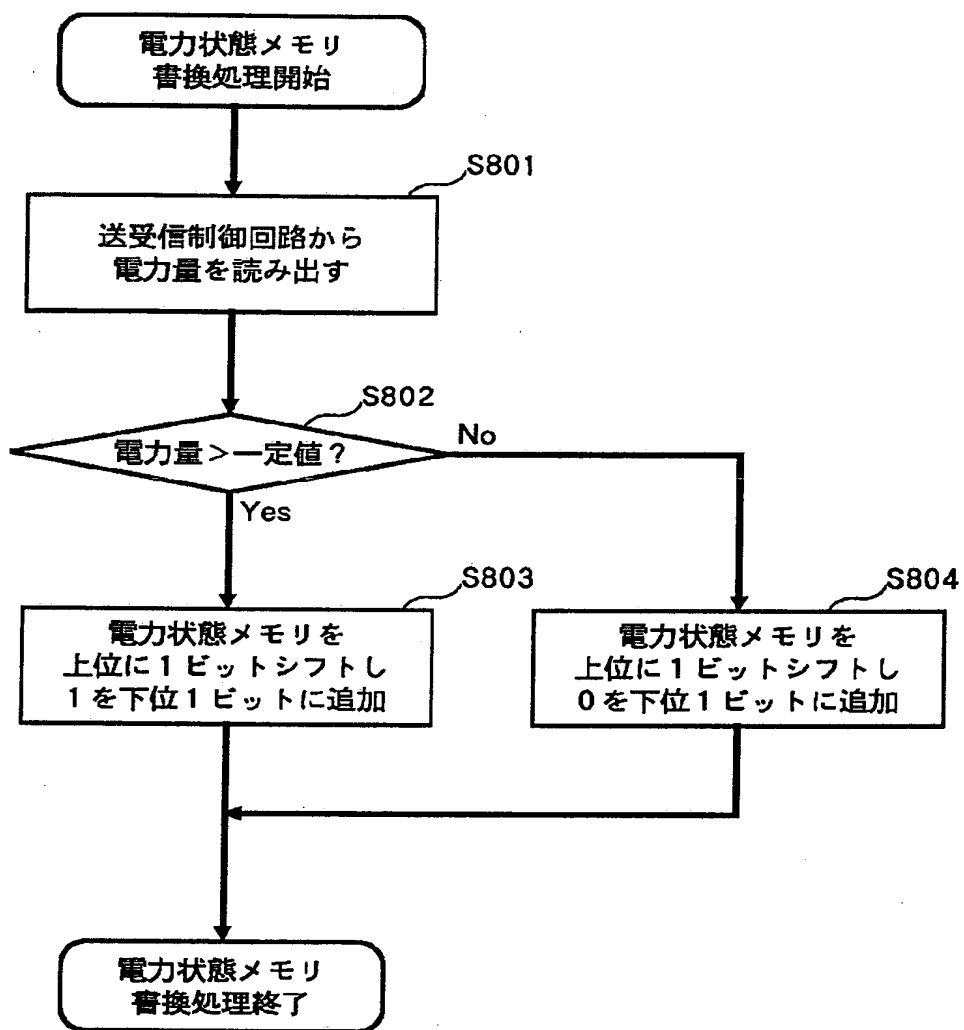 電力状態メモリ
書換処理開始
S801
送受信制御回路から
電力量を読み出す
S802
電力量>一定値?
No
Yes
S803
電力状態メモリを
上位に1ビットシフトし
1を下位1ビットに追加
S804
電力状態メモリを
上位に1ビットシフトし
0を下位1ビットに追加
電力状態メモリ
書換処理終了